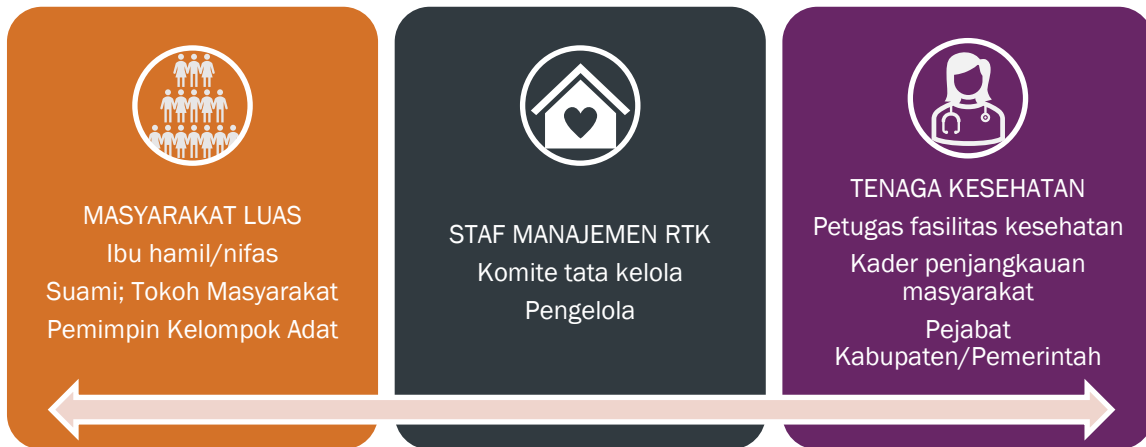 MASYARAKAT LUAS
Ibu hamil/nifas
Suami; Tokoh Masyarakat
Pemimpin Kelompok Adat
STAF MANAJEMEN RTK
Komite tata kelola
Pengelola
TENAGA KESEHATAN
Petugas fasilitas kesehatan
Kader penjangkauan
masyarakat
Pejabat
Kabupaten/Pemerintah